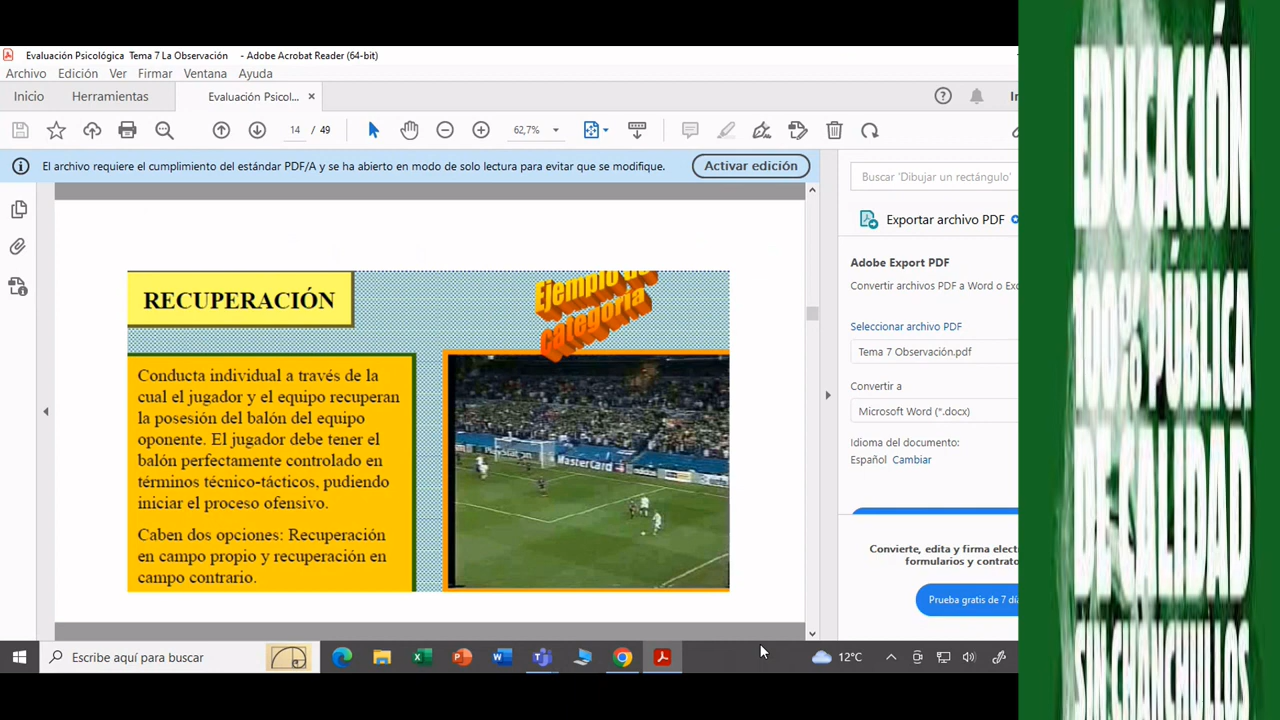 Evaluación Psicológica Tema 7 La Observación - Adobe Acrobat Reader (64-bit)
Archivo Edición Ver Firmar Ventana Ayuda
Inicio Herramientas Evaluación Psicol... ×
14 / 49 62,7%
El archivo requiere el cumplimiento del estándar PDF/A y se ha abierto en modo de solo lectura para evitar que se modifique. Activar edición
Buscar 'Dibujar un rectángulo'
Exportar archivo PDF
Adobe Export PDF
Convertir archivos PDF a Word o Exc
Seleccionar archivo PDF
Tema 7 Observación.pdf
Convertir a
Microsoft Word (*.docx)
Idioma del documento:
Español Cambiar
Convierte, edita y firma elect
formularios y contrato
Prueba gratis de 7 día
RECUPERACIÓN
Ejemplo de
categoría
Conducta individual a través de la
cual el jugador y el equipo recuperan
la posesión del balón del equipo
oponente. El jugador debe tener el
balón perfectamente controlado en
términos técnico-tácticos, pudiendo
iniciar el proceso ofensivo.
Caben dos opciones: Recuperación
en campo propio y recuperación en
campo contrario.
MasterCard
Escribe aquí para buscar
12°C
EDUCACIÓN
100% PÚBLICA
DE CALIDAD
SIN CHANCHULLOS